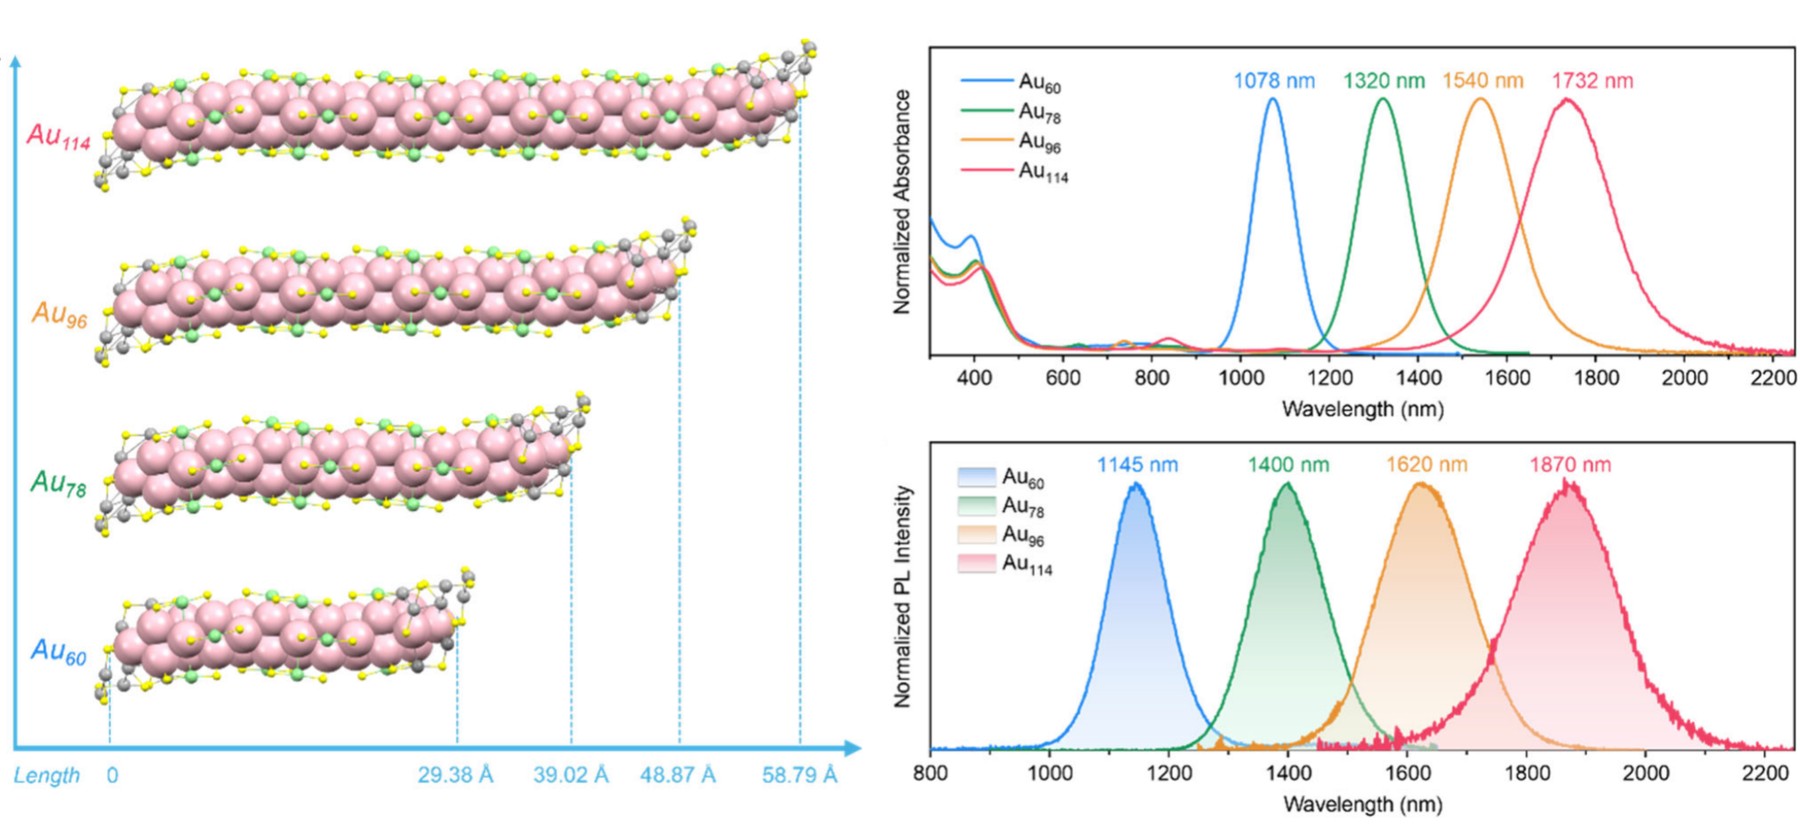 Au114
Au96
Au78
Au60
Length 0 29.38 Å 39.02 Å 48.87 Å 58.79 Å
Normalized Absorbance
Au60
Au78
Au96
Au114
1078 nm 1320 nm 1540 nm 1732 nm
400 600 800 1000 1200 1400 1600 1800 2000 2200
Wavelength (nm)
Normalized PL Intensity
Au60
Au78
Au96
Au114
1145 nm 1400 nm 1620 nm 1870 nm
800 1000 1200 1400 1600 1800 2000 2200
Wavelength (nm)